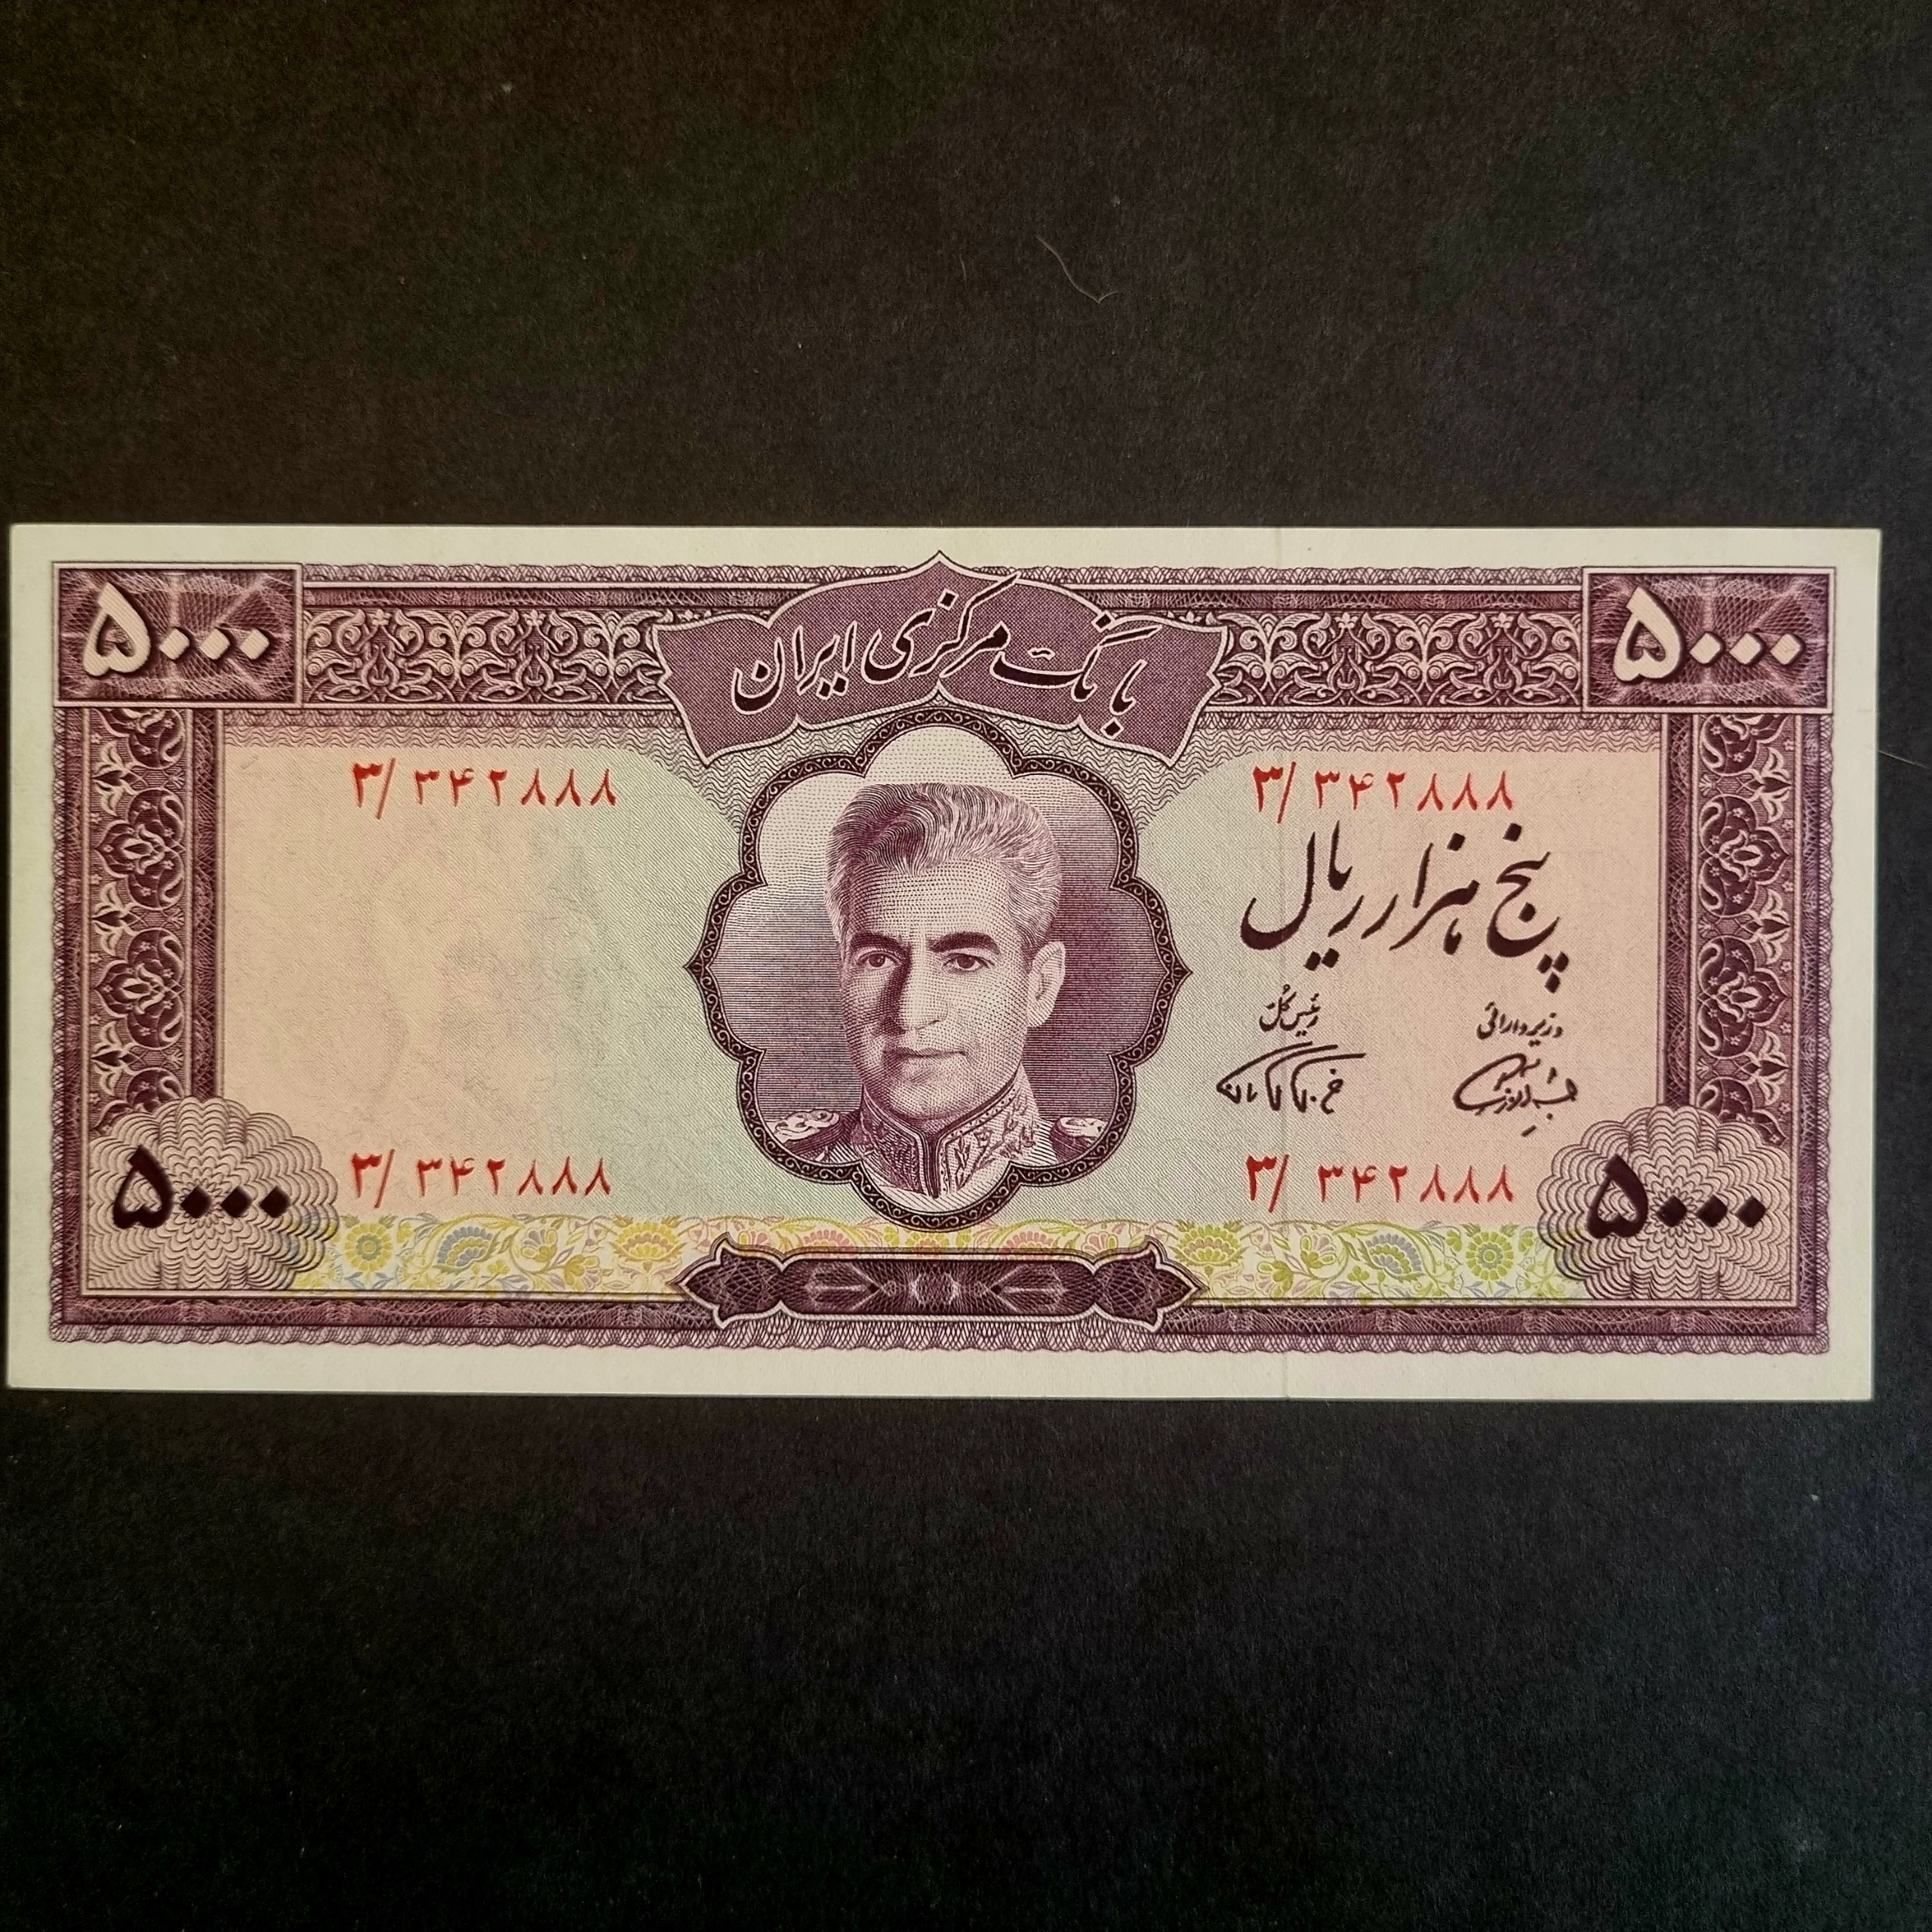 ۵۰۰۰ ۵۰۰۰
بانک مرکزی ایران
۳/ ۳۴۲۸۸۸ ۳/ ۳۴۲۸۸۸
پنج هزار ریال
وزیر دارائی رئیس کل
۳/ ۳۴۲۸۸۸ ۳/ ۳۴۲۸۸۸
۵۰۰۰ ۵۰۰۰